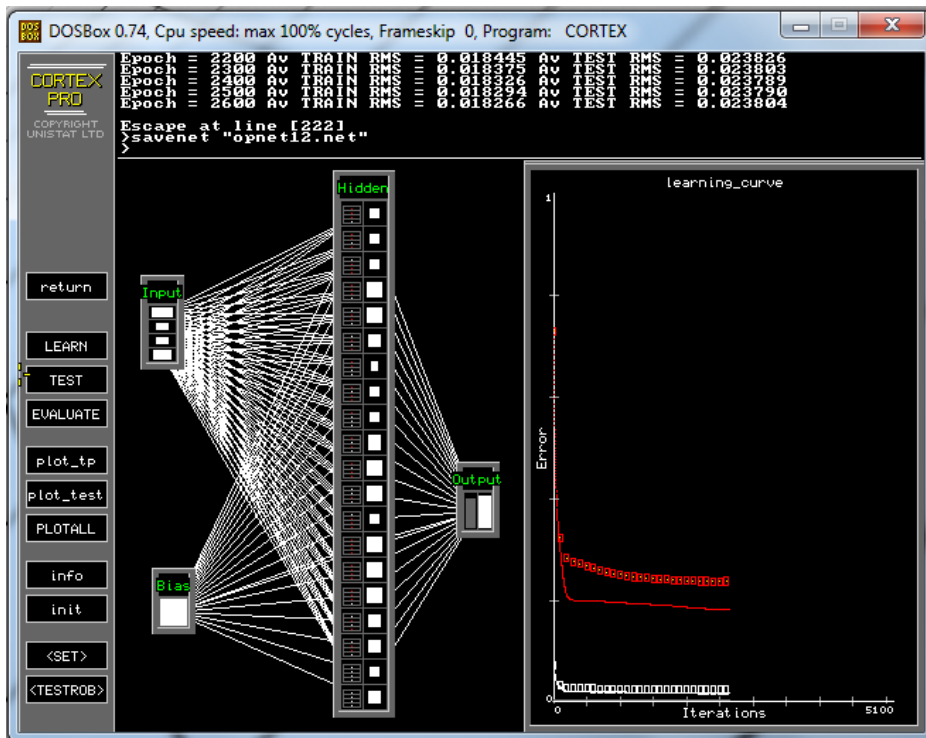 DOSBox 0.74, Cpu speed: max 100% cycles, Frameskip 0, Program: CORTEX
CORTEX
PRO
COPYRIGHT
UNISTAT LTD
Epoch = 2200 Av TRAIN RMS = 0.018445 Av TEST RMS = 0.023826
Epoch = 2300 Av TRAIN RMS = 0.018375 Av TEST RMS = 0.023803
Epoch = 2400 Av TRAIN RMS = 0.018326 Av TEST RMS = 0.023789
Epoch = 2500 Av TRAIN RMS = 0.018294 Av TEST RMS = 0.023790
Epoch = 2600 Av TRAIN RMS = 0.018266 Av TEST RMS = 0.023804
Escape at line [222]
>savenet "opnet12.net"
>
return
LEARN
TEST
EVALUATE
plot_tp
plot_test
PLOTALL
info
init
<SET>
<TESTROB>
Input
Bias
Hidden
Output
learning_curve
1
Error
0
0
Iterations
5100